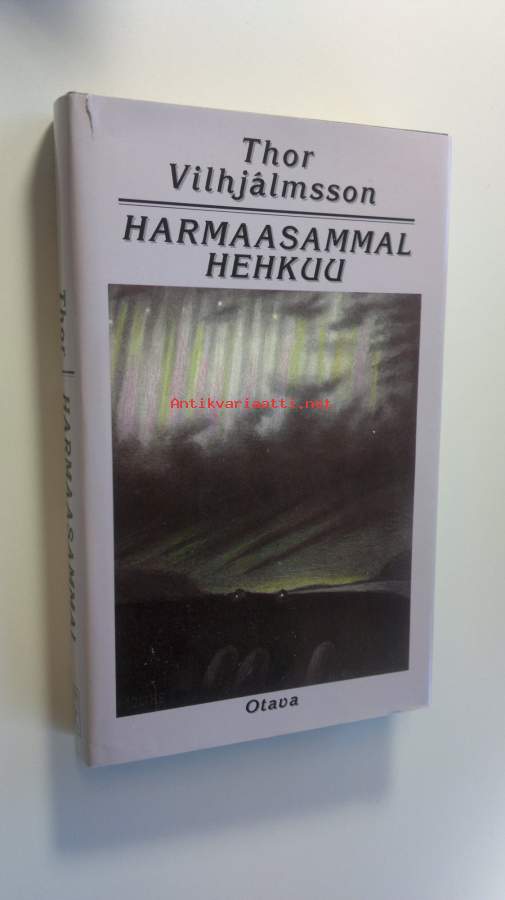 Thor
Vilhjálmsson
HARMAASAMMAL
HEHKUU
Antikvariaatti.net
Otava
Thor
HARMAASAMMAL